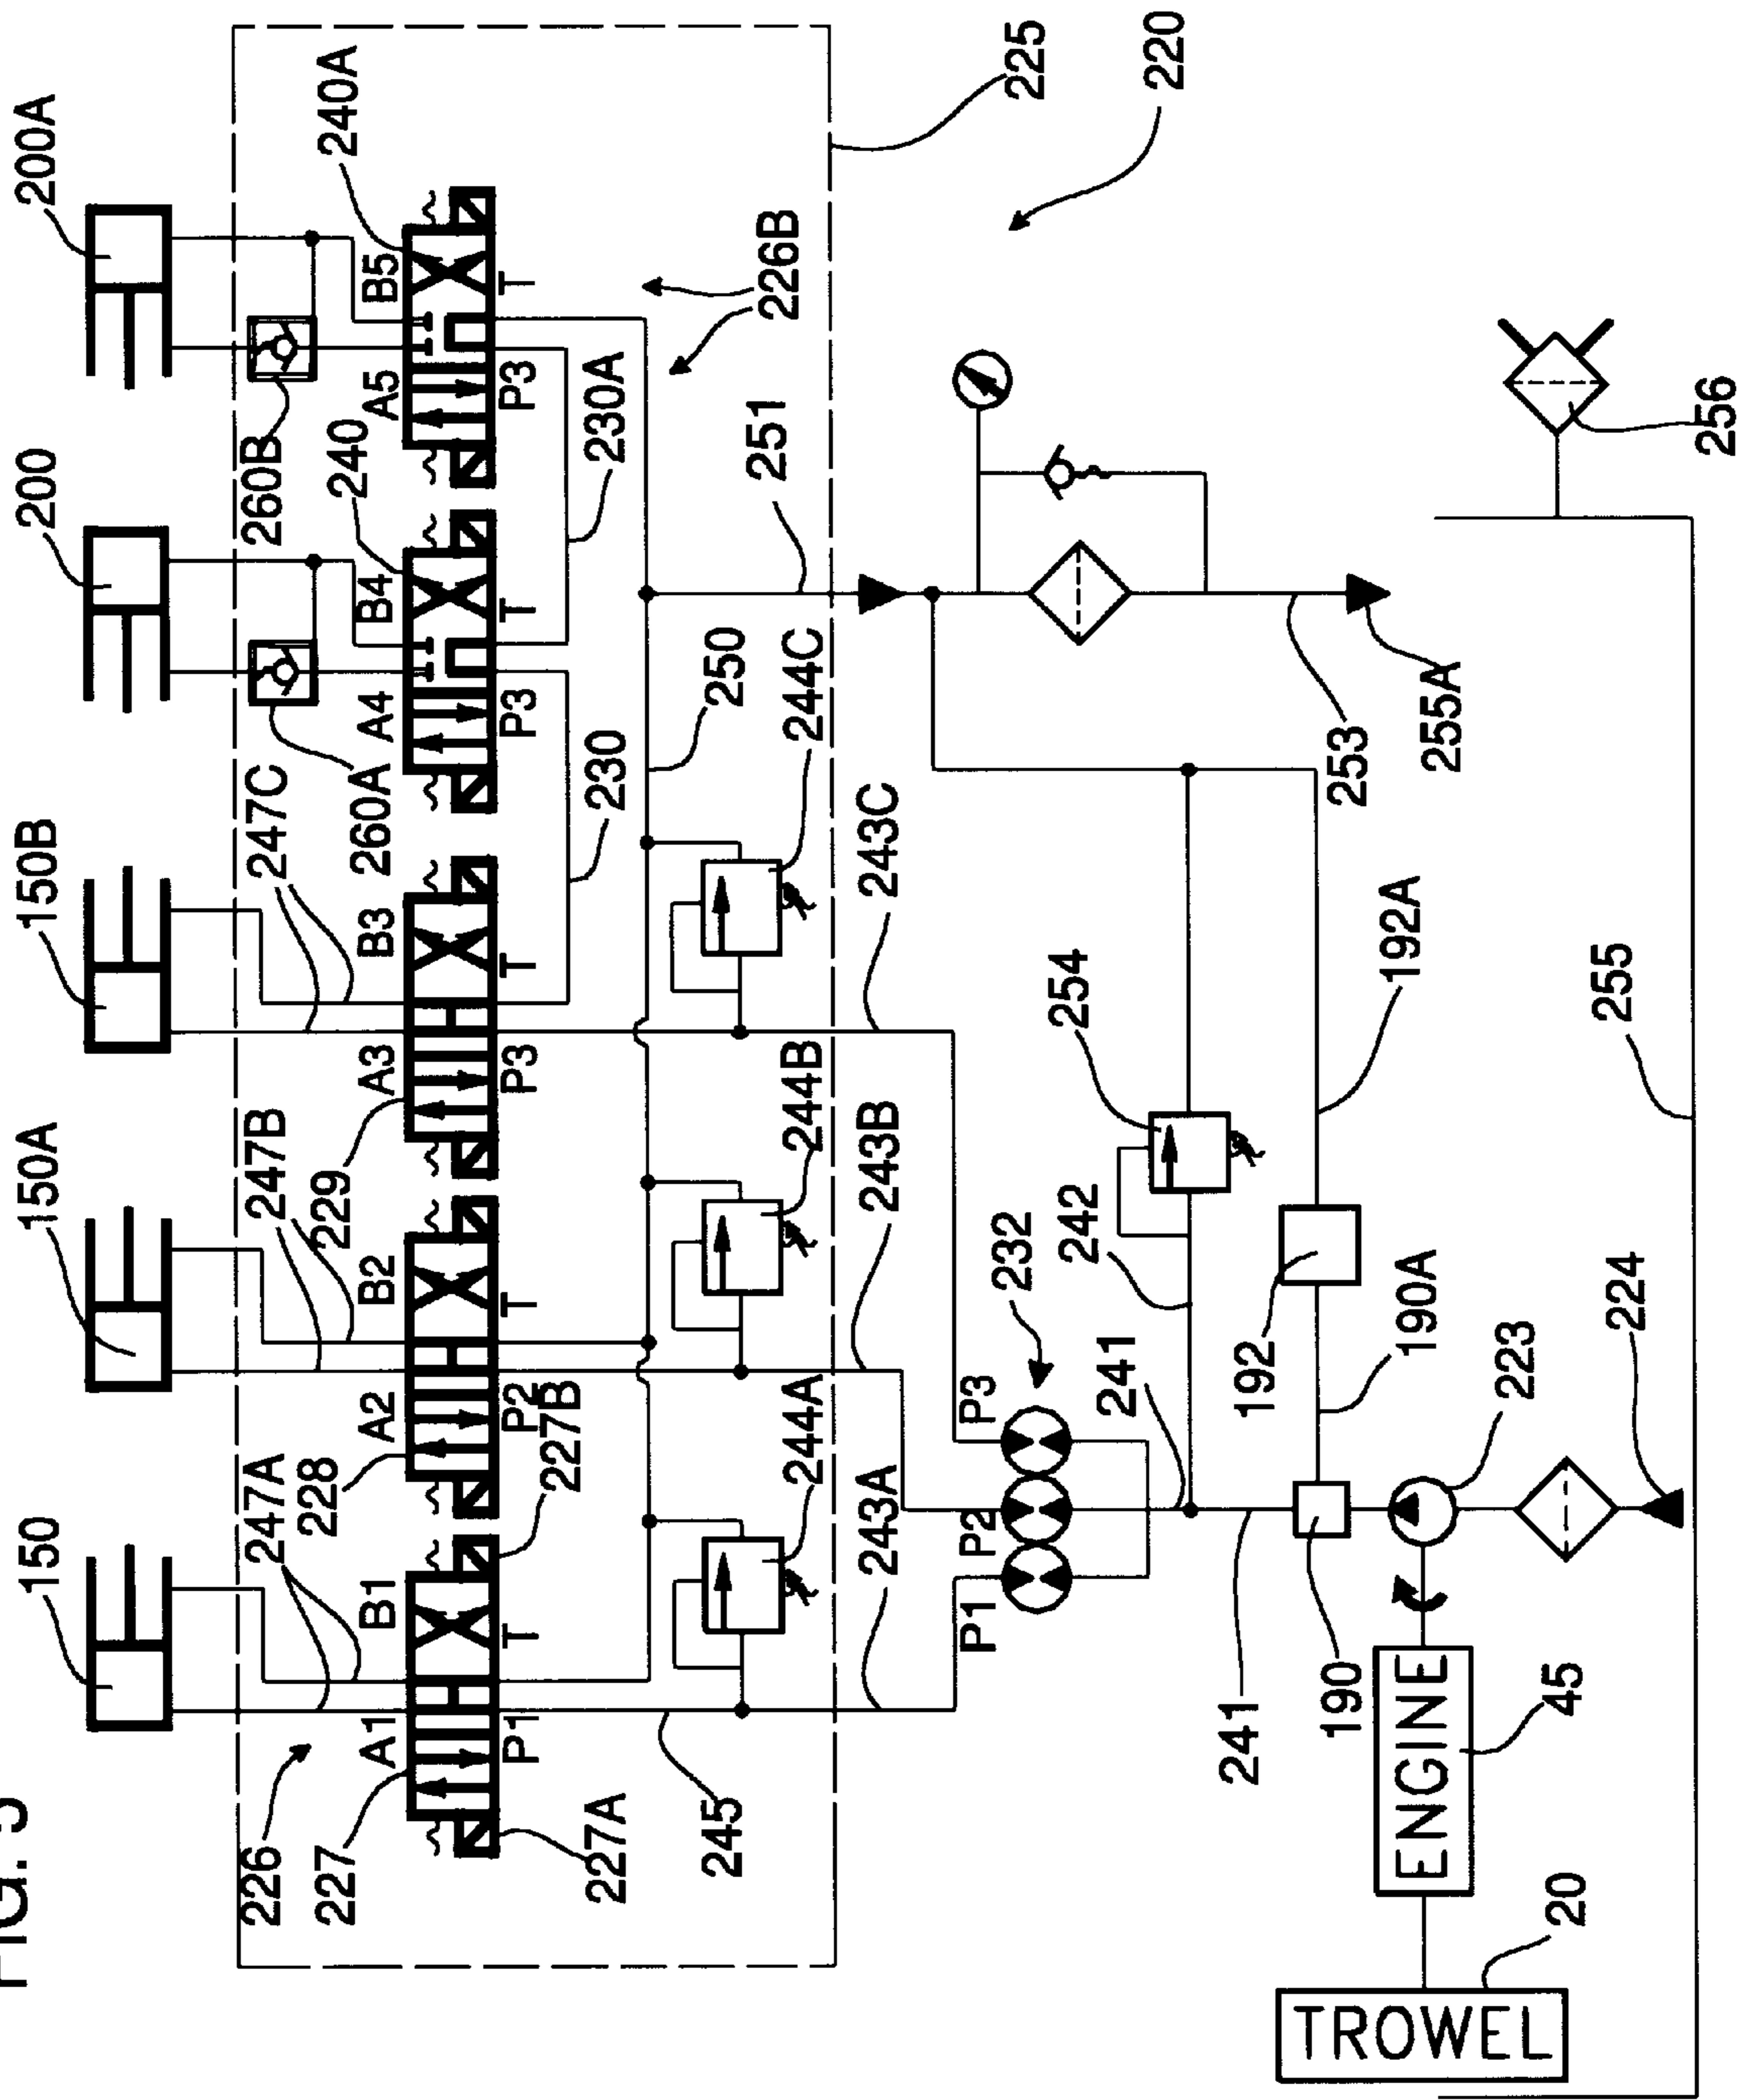 FIG.
150
150A
150B
200
200A
226
247A
247B
247C
260B
227
228
229
260A
240
240A
A1
B1
A2
B2
A3
B3
A4
B4
A5
B5
P1
T
P2
T
P3
T
P3
T
P3
T
227A
227B
230
230A
245
250
251
226B
244A
244B
244C
243A
243B
243C
225
P1
P2
P3
232
254
220
241
241
242
190
192
190A
192A
253
TROWEL
ENGINE
20
45
223
224
255
255A
256